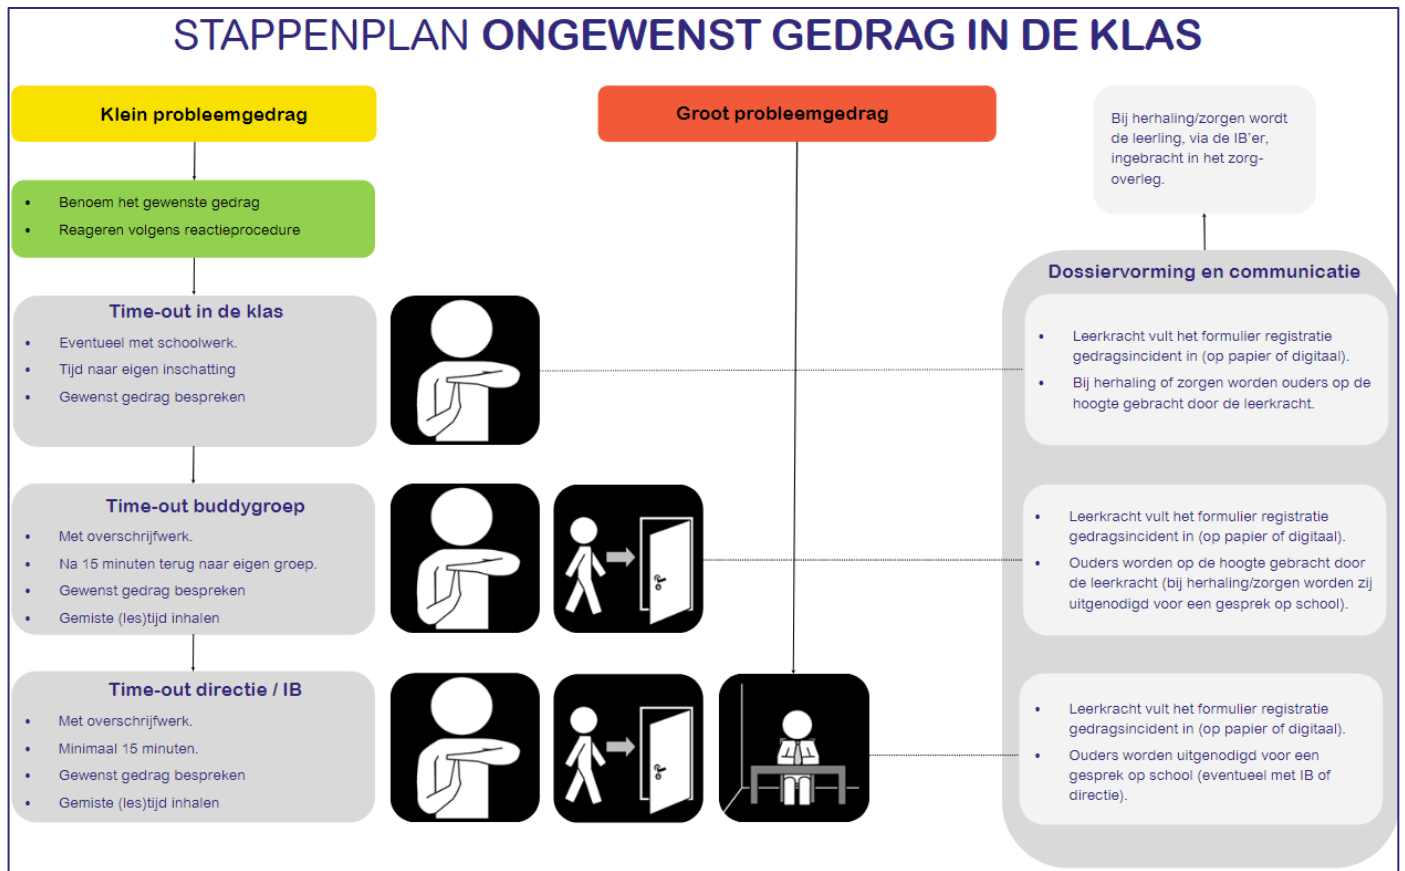 STAPPENPLAN ONGEWENST GEDRAG IN DE KLAS
Klein probleemgedrag
• Benoem het gewenste gedrag
• Reageren volgens reactieprocedure
Time-out in de klas
• Eventueel met schoolwerk.
• Tijd naar eigen inschatting
• Gewenst gedrag bespreken
Time-out buddygroep
• Met overschrijfwerk.
• Na 15 minuten terug naar eigen groep.
• Gewenst gedrag bespreken
• Gemiste (les)tijd inhalen
Time-out directie / IB
• Met overschrijfwerk.
• Minimaal 15 minuten.
• Gewenst gedrag bespreken
• Gemiste (les)tijd inhalen
Groot probleemgedrag
Bij herhaling/zorgen wordt
de leerling, via de IB'er,
ingebracht in het zorg-
overleg.
Dossiervorming en communicatie
• Leerkracht vult het formulier registratie
gedragsincident in (op papier of digitaal).
• Bij herhaling of zorgen worden ouders op de
hoogte gebracht door de leerkracht.
• Leerkracht vult het formulier registratie
gedragsincident in (op papier of digitaal).
• Ouders worden op de hoogte gebracht door
de leerkracht (bij herhaling/zorgen worden zij
uitgenodigd voor een gesprek op school).
• Leerkracht vult het formulier registratie
gedragsincident in (op papier of digitaal).
• Ouders worden uitgenodigd voor een
gesprek op school (eventueel met IB of
directie).